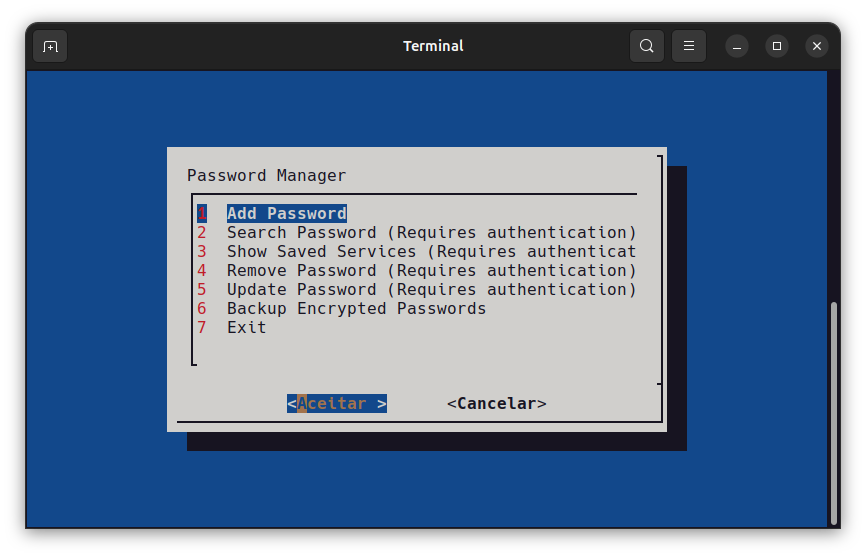 Terminal
Password Manager
1 Add Password
2 Search Password (Requires authentication)
3 Show Saved Services (Requires authenticat
4 Remove Password (Requires authentication)
5 Update Password (Requires authentication)
6 Backup Encrypted Passwords
7 Exit
<Aceitar > <Cancelar>